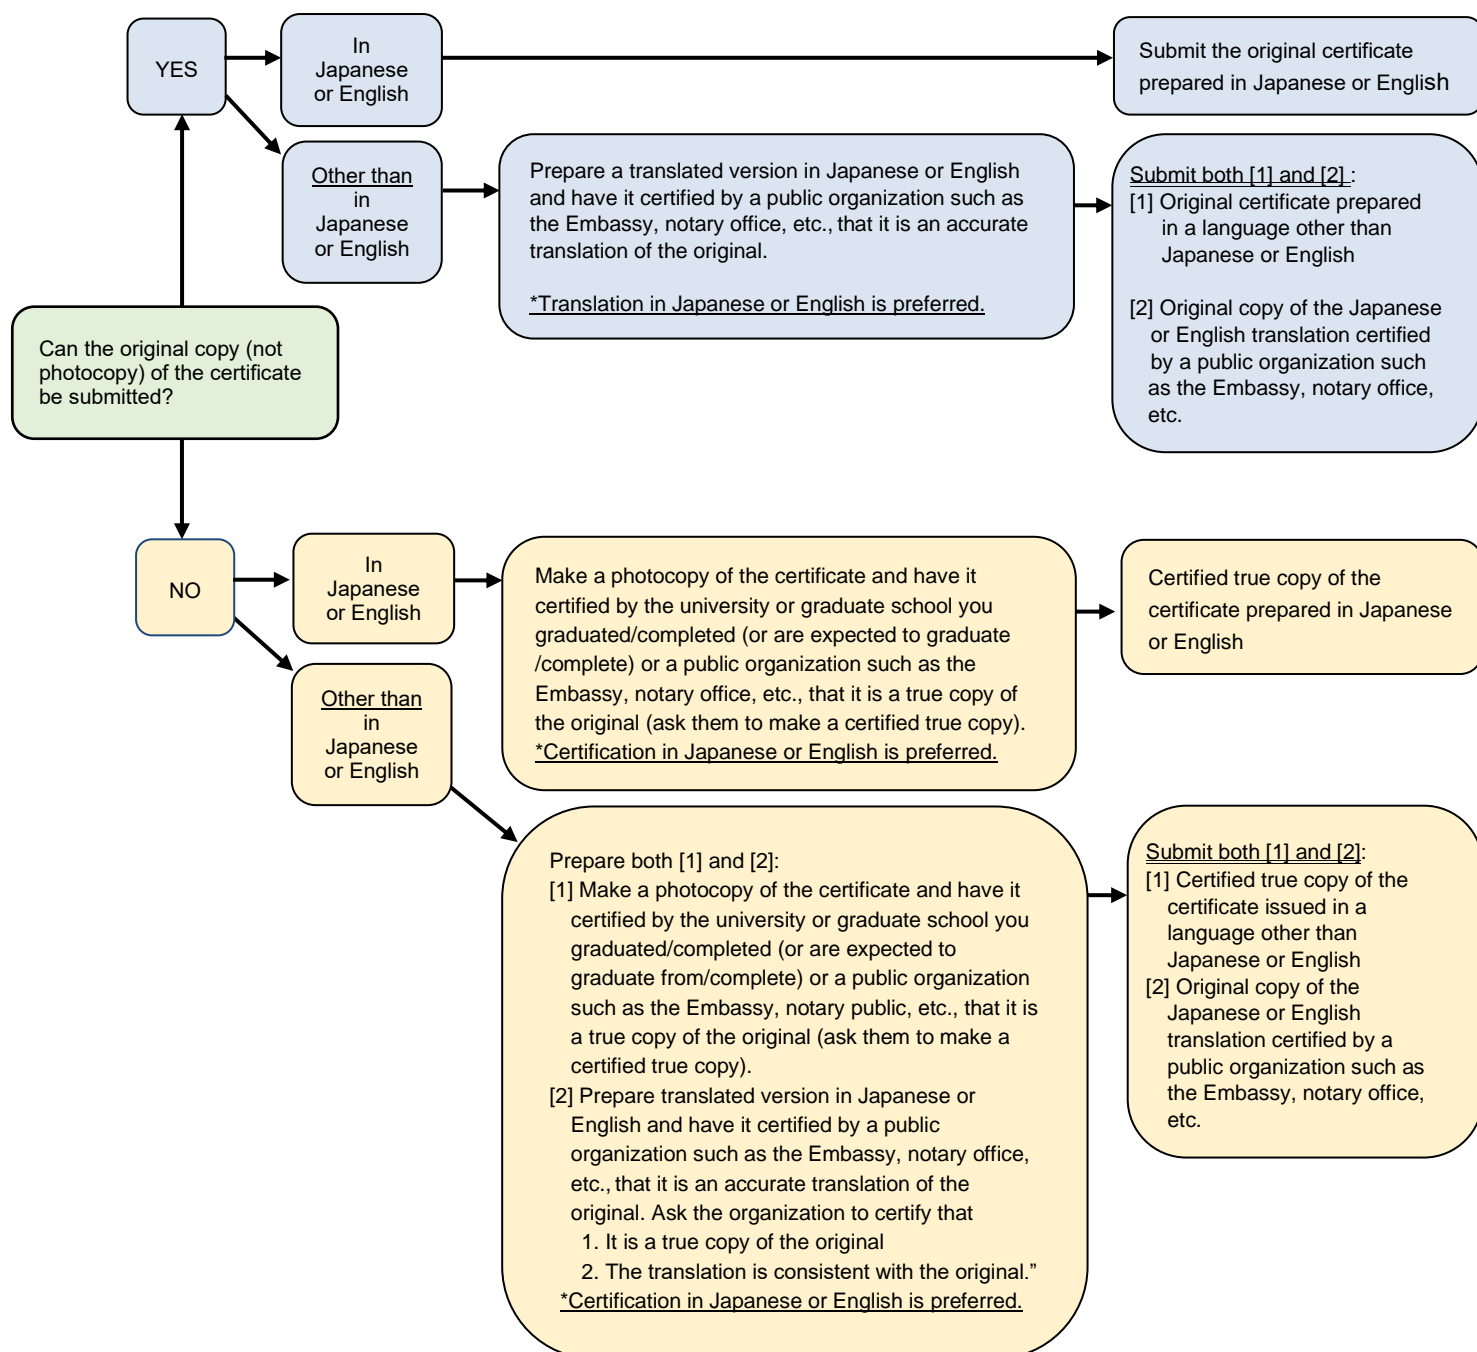 YES
In
Japanese
or English
Submit the original certificate
prepared in Japanese or English
Other than
in
Japanese
or English
Prepare a translated version in Japanese or English
and have it certified by a public organization such as
the Embassy, notary office, etc., that it is an accurate
translation of the original.
*Translation in Japanese or English is preferred.
Submit both [1] and [2] :
[1] Original certificate prepared
in a language other than
Japanese or English
[2] Original copy of the Japanese
or English translation certified
by a public organization such
as the Embassy, notary office,
etc.
Can the original copy (not
photocopy) of the certificate
be submitted?
NO
In
Japanese
or English
Make a photocopy of the certificate and have it
certified by the university or graduate school you
graduated/completed (or are expected to graduate
/complete) or a public organization such as the
Embassy, notary office, etc., that it is a true copy of
the original (ask them to make a certified true copy).
*Certification in Japanese or English is preferred.
Certified true copy of the
certificate prepared in Japanese
or English
Other than
in
Japanese
or English
Prepare both [1] and [2]:
[1] Make a photocopy of the certificate and have it
certified by the university or graduate school you
graduated/completed (or are expected to
graduate from/complete) or a public organization
such as the Embassy, notary public, etc., that it is
a true copy of the original (ask them to make a
certified true copy).
[2] Prepare translated version in Japanese or
English and have it certified by a public
organization such as the Embassy, notary office,
etc., that it is an accurate translation of the
original. Ask the organization to certify that
1. It is a true copy of the original
2. The translation is consistent with the original.”
*Certification in Japanese or English is preferred.
Submit both [1] and [2]:
[1] Certified true copy of the
certificate issued in a
language other than
Japanese or English
[2] Original copy of the
Japanese or English
translation certified by a
public organization such as
the Embassy, notary office,
etc.